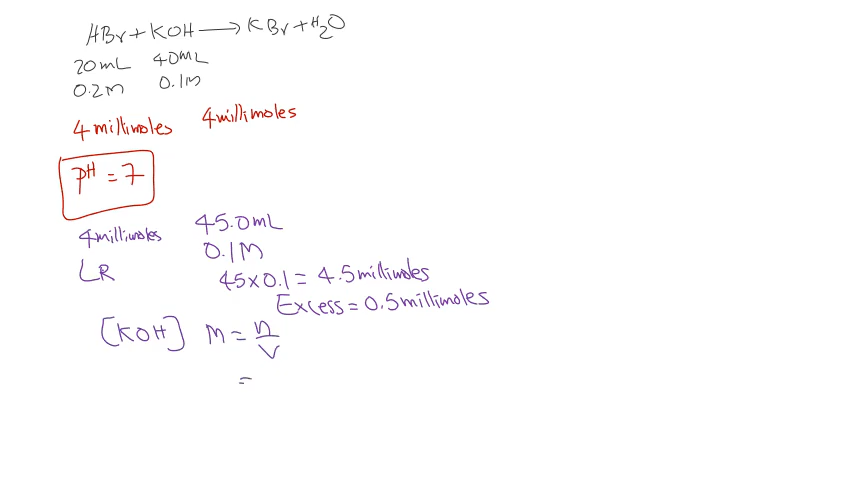 HBr + KOH → KBr + H₂O
20mL 40mL
0.2M 0.1M
4 millimoles 4 millimoles
pH = 7
4 millimoles 45.0mL
0.1M
LR 45 × 0.1 = 4.5 millimoles
Excess = 0.5 millimoles
[KOH] M = n/V
=